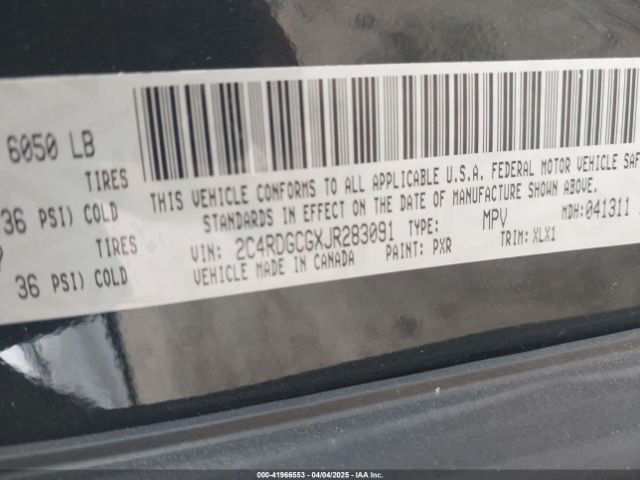 6050 LB
TIRES
36 PSI) COLD
TIRES
36 PSI) COLD
THIS VEHICLE CONFORMS TO ALL APPLICABLE U.S.A. FEDERAL MOTOR VEHICLE SAF
STANDARDS IN EFFECT ON THE DATE OF MANUFACTURE SHOWN ABOVE.
VIN: 2C4RDGCGXJR283091 TYPE: MPV MDH:041311
VEHICLE MADE IN CANADA PAINT: PXR TRIM: XLX1
000-41966553 04/04/2025 IAAI.COM